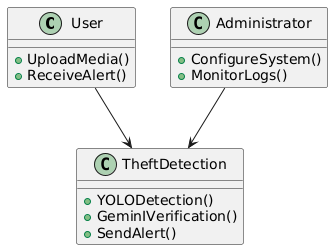 C User
UploadMedia()
ReceiveAlert()
C Administrator
ConfigureSystem()
MonitorLogs()
C TheftDetection
YOLODetection()
GeminIVerification()
SendAlert()